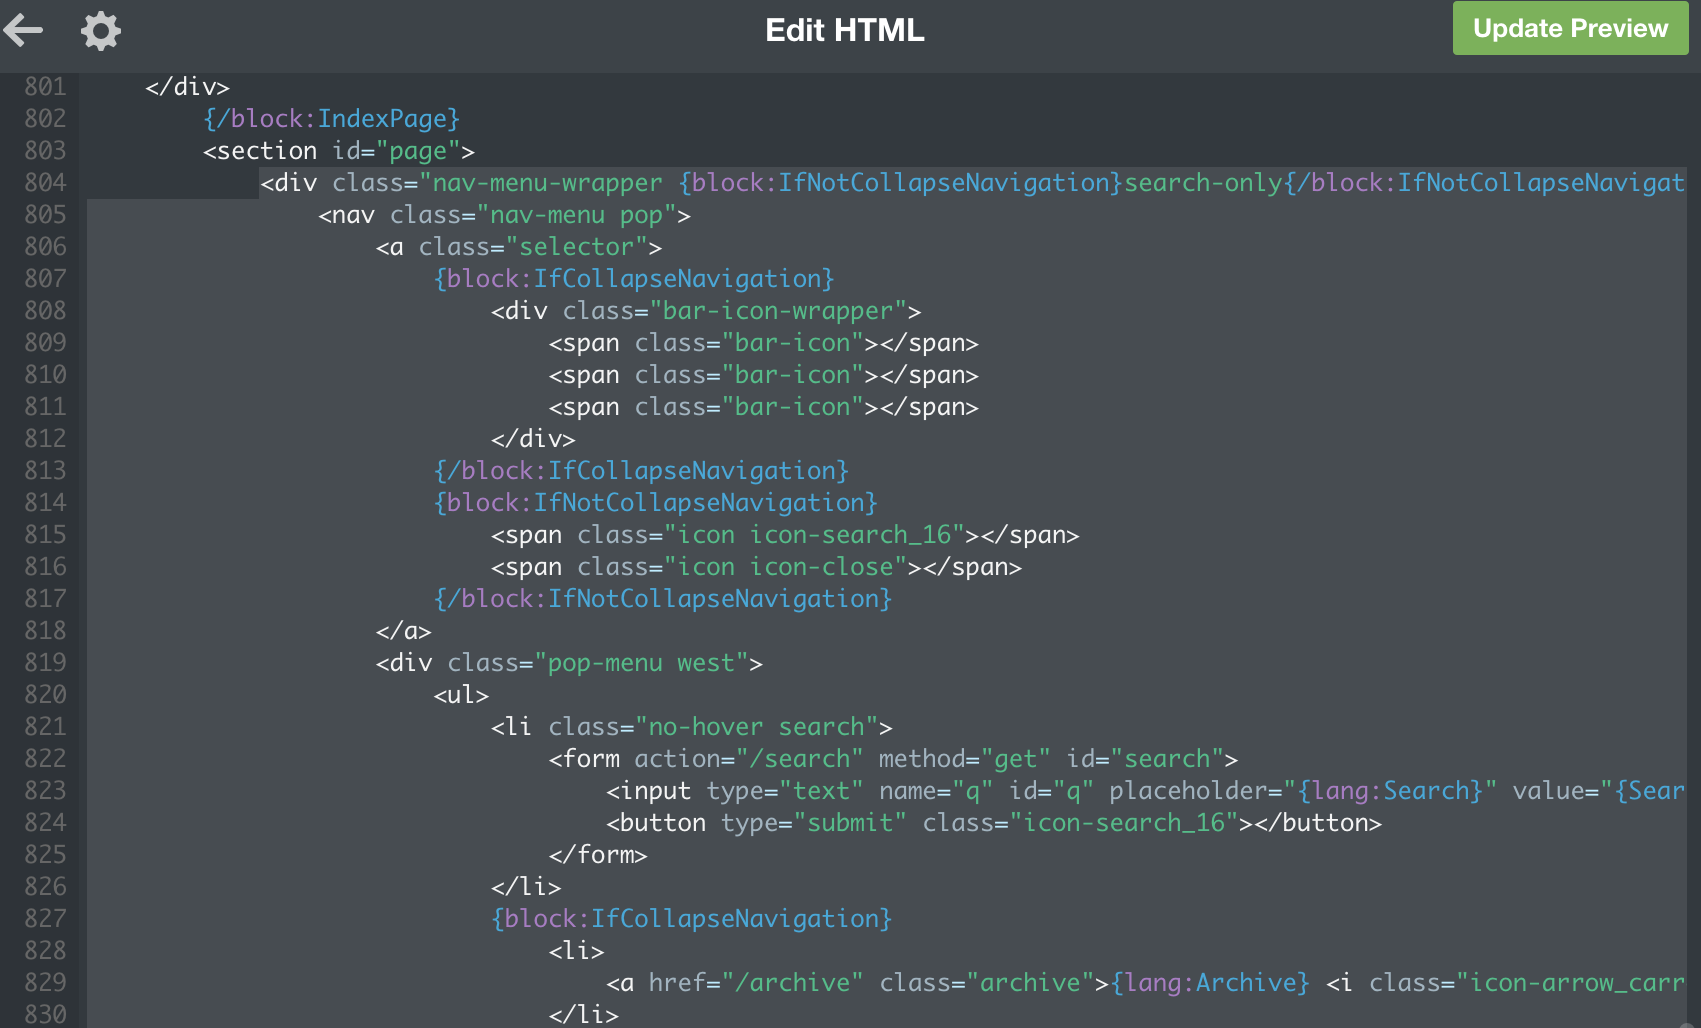 Edit HTML
Update Preview
801 </div>
802 {/block:IndexPage}
803 <section id="page">
804 <div class="nav-menu-wrapper {block:IfNotCollapseNavigation}search-only{/block:IfNotCollapseNavigat
805 <nav class="nav-menu pop">
806 <a class="selector">
807 {block:IfCollapseNavigation}
808 <div class="bar-icon-wrapper">
809 <span class="bar-icon"></span>
810 <span class="bar-icon"></span>
811 <span class="bar-icon"></span>
812 </div>
813 {/block:IfCollapseNavigation}
814 {block:IfNotCollapseNavigation}
815 <span class="icon icon-search_16"></span>
816 <span class="icon icon-close"></span>
817 {/block:IfNotCollapseNavigation}
818 </a>
819 <div class="pop-menu west">
820 <ul>
821 <li class="no-hover search">
822 <form action="/search" method="get" id="search">
823 <input type="text" name="q" id="q" placeholder="{lang:Search}" value="{Sear
824 <button type="submit" class="icon-search_16"></button>
825 </form>
826 </li>
827 {block:IfCollapseNavigation}
828 <li>
829 <a href="/archive" class="archive">{lang:Archive} <i class="icon-arrow_carr
830 </li>